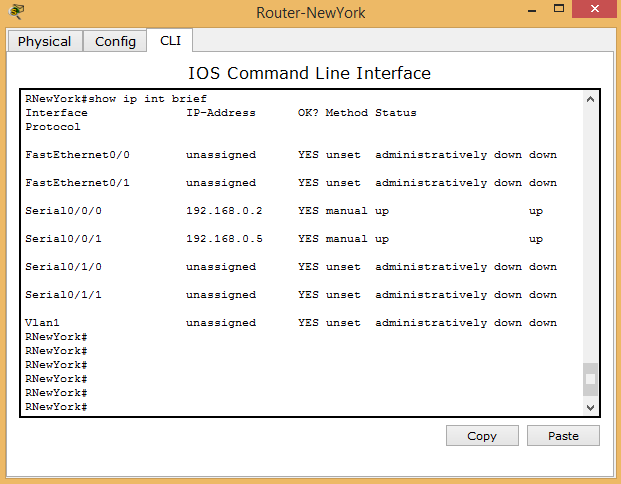 Router-NewYork
Physical Config CLI
IOS Command Line Interface
RNewYork#show ip int brief
Interface IP-Address OK? Method Status
Protocol
FastEthernet0/0 unassigned YES unset administratively down down
FastEthernet0/1 unassigned YES unset administratively down down
Serial0/0/0 192.168.0.2 YES manual up up
Serial0/0/1 192.168.0.5 YES manual up up
Serial0/1/0 unassigned YES unset administratively down down
Serial0/1/1 unassigned YES unset administratively down down
Vlan1 unassigned YES unset administratively down down
RNewYork#
RNewYork#
RNewYork#
RNewYork#
RNewYork#
RNewYork#
Copy Paste